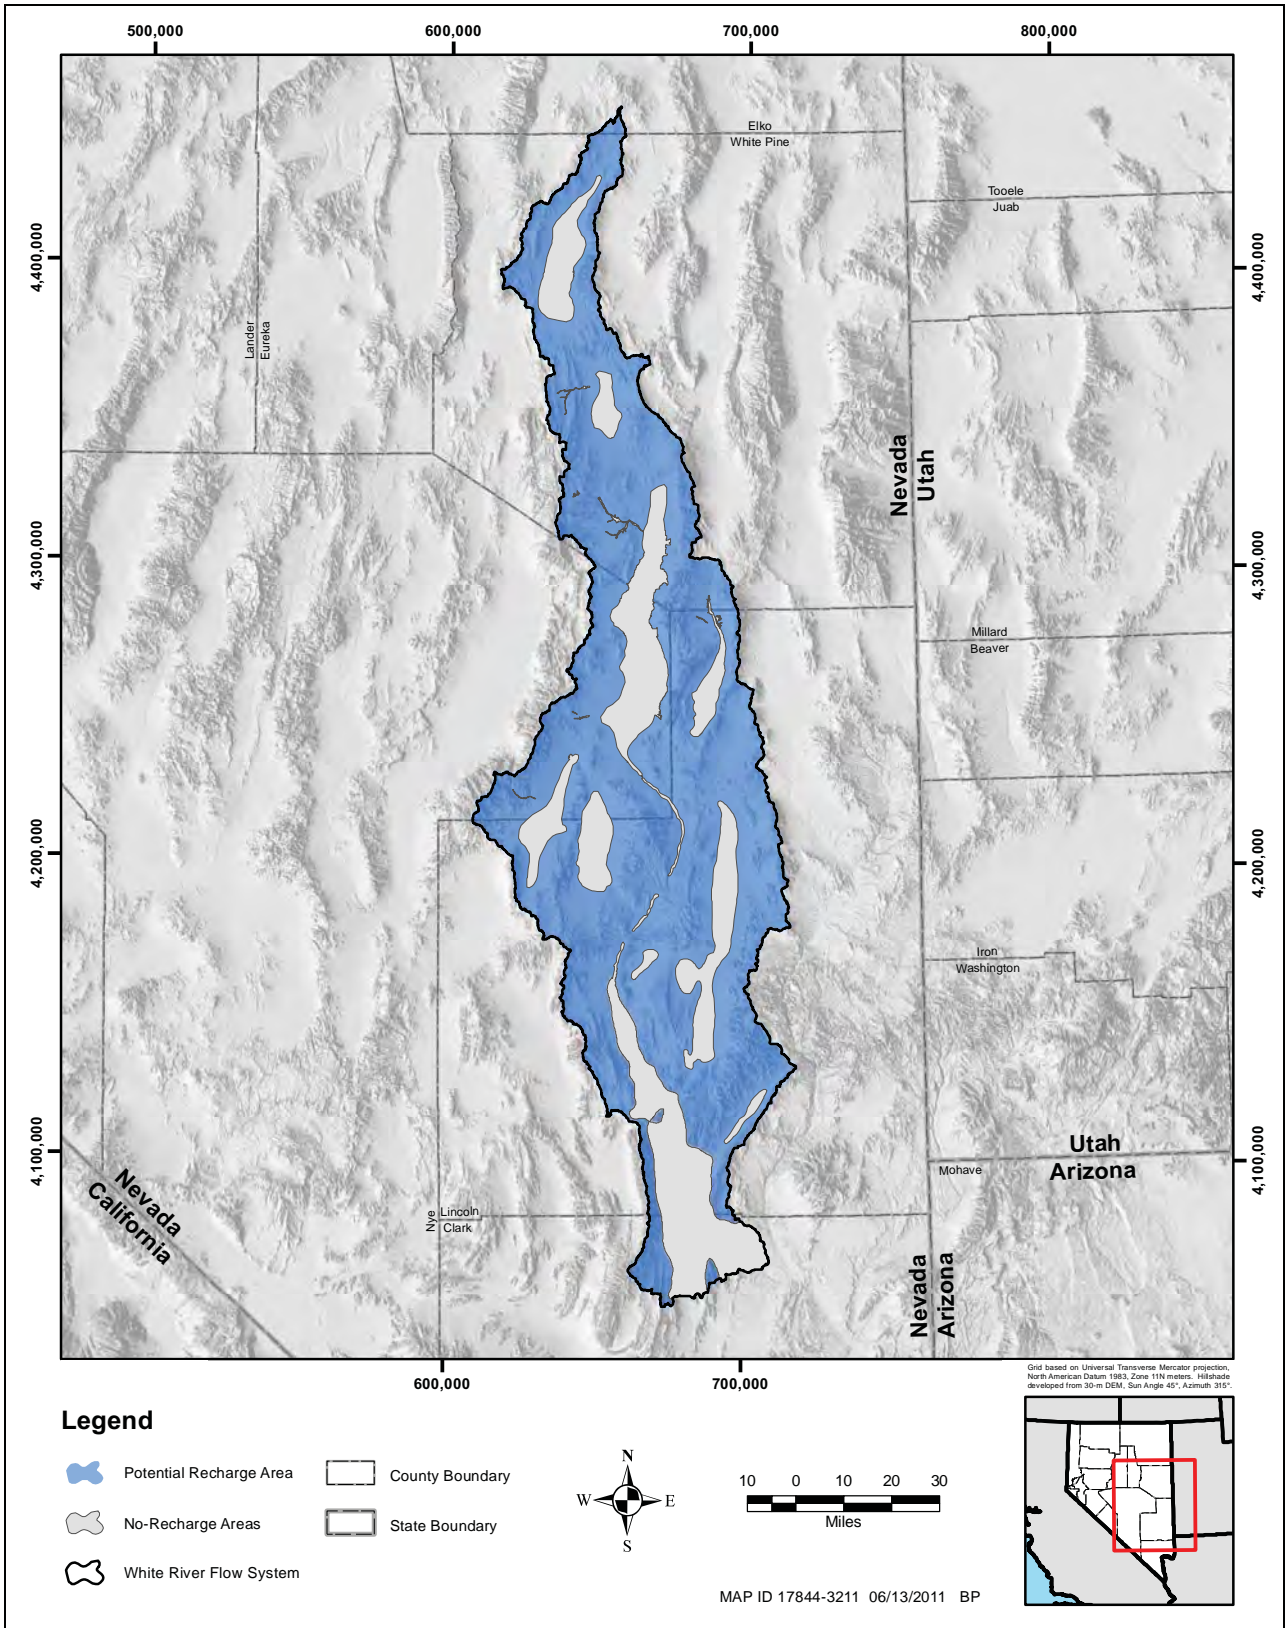 500,000
600,000
700,000
800,000
Elko
White Pine
Tooele
Juab
4,400,000
4,400,000
Lander
Eureka
Nevada
Utah
4,300,000
4,300,000
Millard
Beaver
4,200,000
4,200,000
Iron
Washington
4,100,000
4,100,000
Utah
Arizona
Mohave
Nevada
California
Nye
Lincoln
Clark
Nevada
Arizona
600,000
700,000
Grid based on Universal Transverse Mercator projection,
North American Datum 1983, Zone 11N meters. Hillshade
developed from 30-m DEM, Sun Angle 45°, Azimuth 315°.
Legend
Potential Recharge Area
County Boundary
No-Recharge Areas
State Boundary
White River Flow System
N
W
E
S
10 0 10 20 30
Miles
MAP ID 17844-3211 06/13/2011 BP